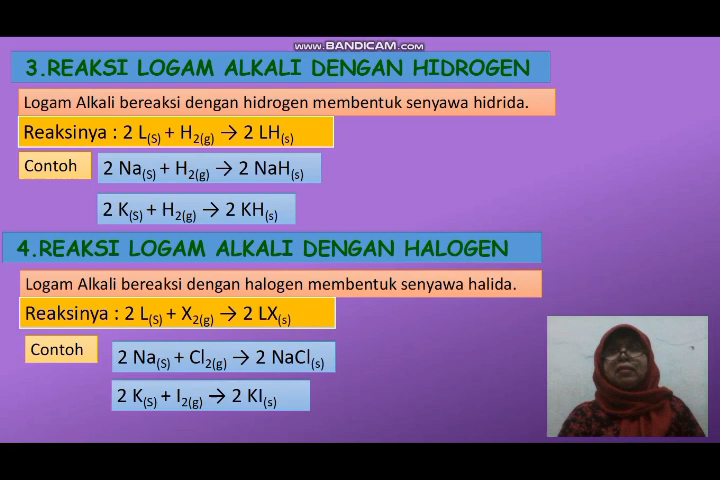 www.BANDICAM.com
3.REAKSI LOGAM ALKALI DENGAN HIDROGEN
Logam Alkali bereaksi dengan hidrogen membentuk senyawa hidrida.
Reaksinya : 2 L(S) + H2(g) → 2 LH(s)
Contoh
2 Na(S) + H2(g) → 2 NaH(s)
2 K(S) + H2(g) → 2 KH(s)
4.REAKSI LOGAM ALKALI DENGAN HALOGEN
Logam Alkali bereaksi dengan halogen membentuk senyawa halida.
Reaksinya : 2 L(S) + X2(g) → 2 LX(s)
Contoh
2 Na(S) + Cl2(g) → 2 NaCl(s)
2 K(S) + I2(g) → 2 KI(s)